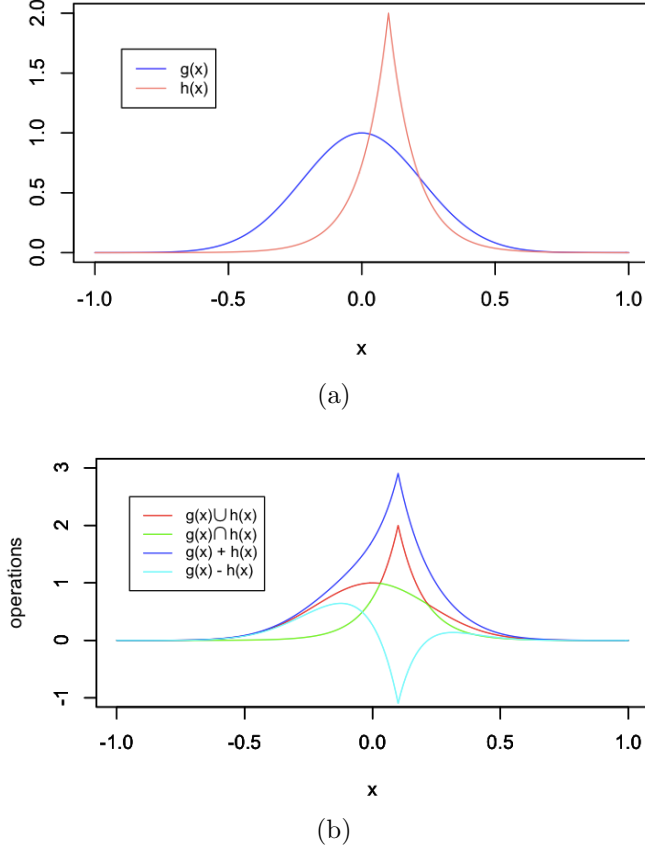 2.0
1.5
1.0
0.5
0.0
g(x)
h(x)
-1.0 -0.5 0.0 0.5 1.0
x
(a)
3
2
1
0
-1
operations
g(x)∪h(x)
g(x)∩h(x)
g(x) + h(x)
g(x) - h(x)
-1.0 -0.5 0.0 0.5 1.0
x
(b)